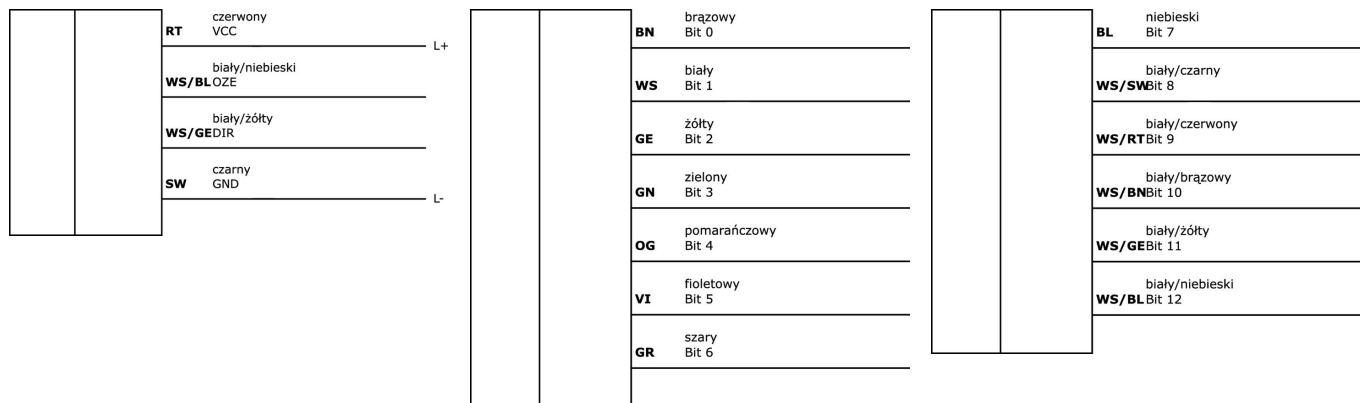 czerwony
RT VCC
L+
biały/niebieski
WS/BL OZE
biały/żółty
WS/GE DIR
czarny
SW GND
L-
brązowy
BN Bit 0
biały
WS Bit 1
żółty
GE Bit 2
zielony
GN Bit 3
pomarańczowy
OG Bit 4
fioletowy
VI Bit 5
szary
GR Bit 6
niebieski
BL Bit 7
biały/czarny
WS/SW Bit 8
biały/czerwony
WS/RT Bit 9
biały/brązowy
WS/BN Bit 10
biały/żółty
WS/GE Bit 11
biały/niebieski
WS/BL Bit 12